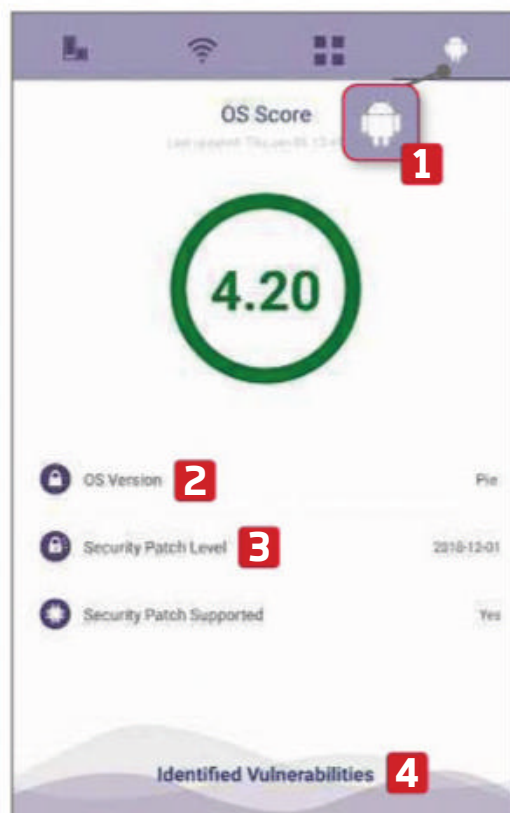 OS Score
1
4.20
OS Version 2 Pie
Security Patch Level 3 2018-12-01
Security Patch Supported Yes
Identified Vulnerabilities 4